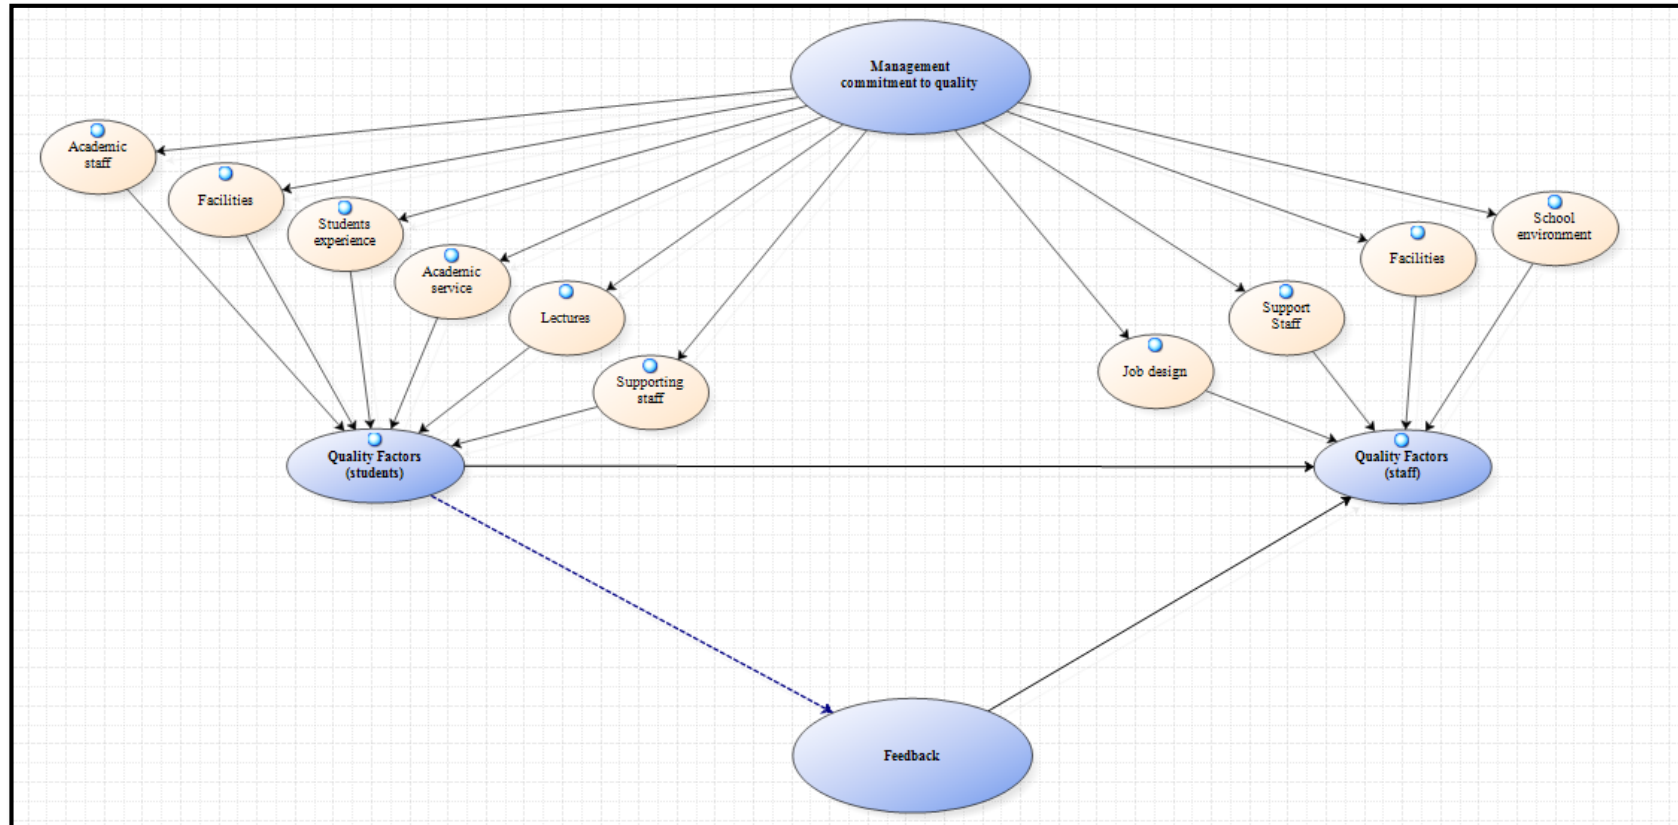 Management
commitment to quality
Academic
staff
Facilities
Students
experience
Academic
service
Lectures
Supporting
staff
Job design
Support
Staff
Facilities
School
environment
Quality Factors
(students)
Quality Factors
(staff)
Feedback